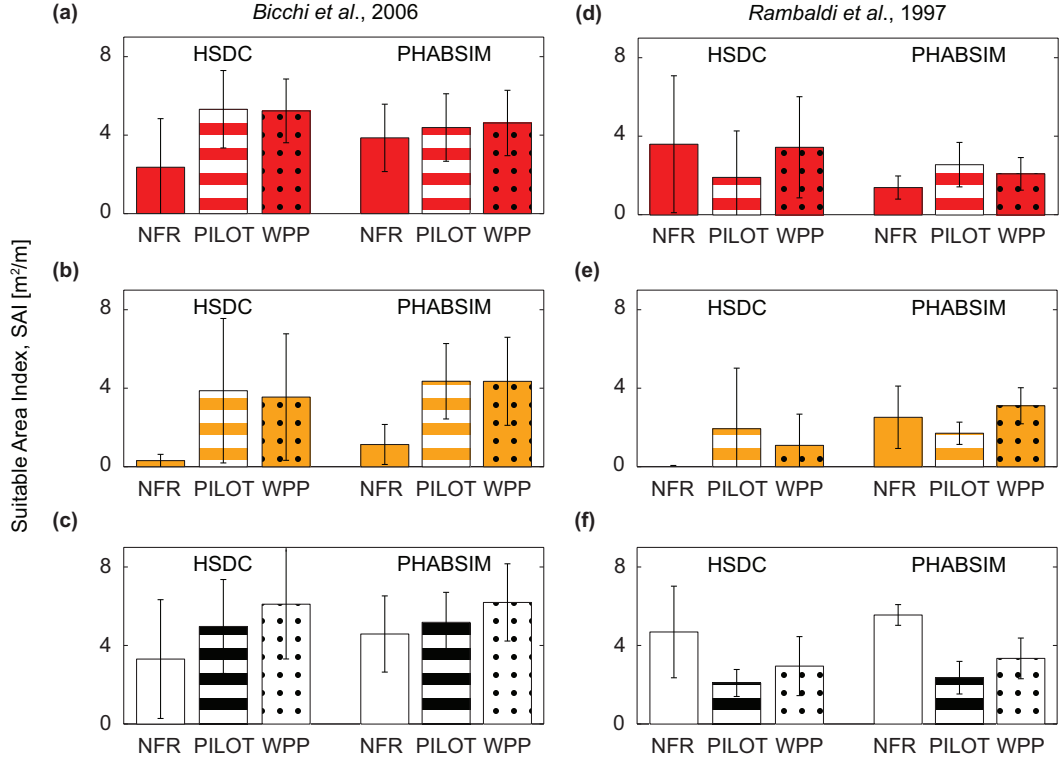 Bicchi et al., 2006
Rambaldi et al., 1997
Suitable Area Index, SAI [m²/m]
(a)
8
4
0
HSDC
PHABSIM
NFR PILOT WPP NFR PILOT WPP
(d)
8
4
0
HSDC
PHABSIM
NFR PILOT WPP NFR PILOT WPP
(b)
8
4
0
HSDC
PHABSIM
NFR PILOT WPP NFR PILOT WPP
(e)
8
4
0
HSDC
PHABSIM
NFR PILOT WPP NFR PILOT WPP
(c)
8
4
0
HSDC
PHABSIM
NFR PILOT WPP NFR PILOT WPP
(f)
8
4
0
HSDC
PHABSIM
NFR PILOT WPP NFR PILOT WPP